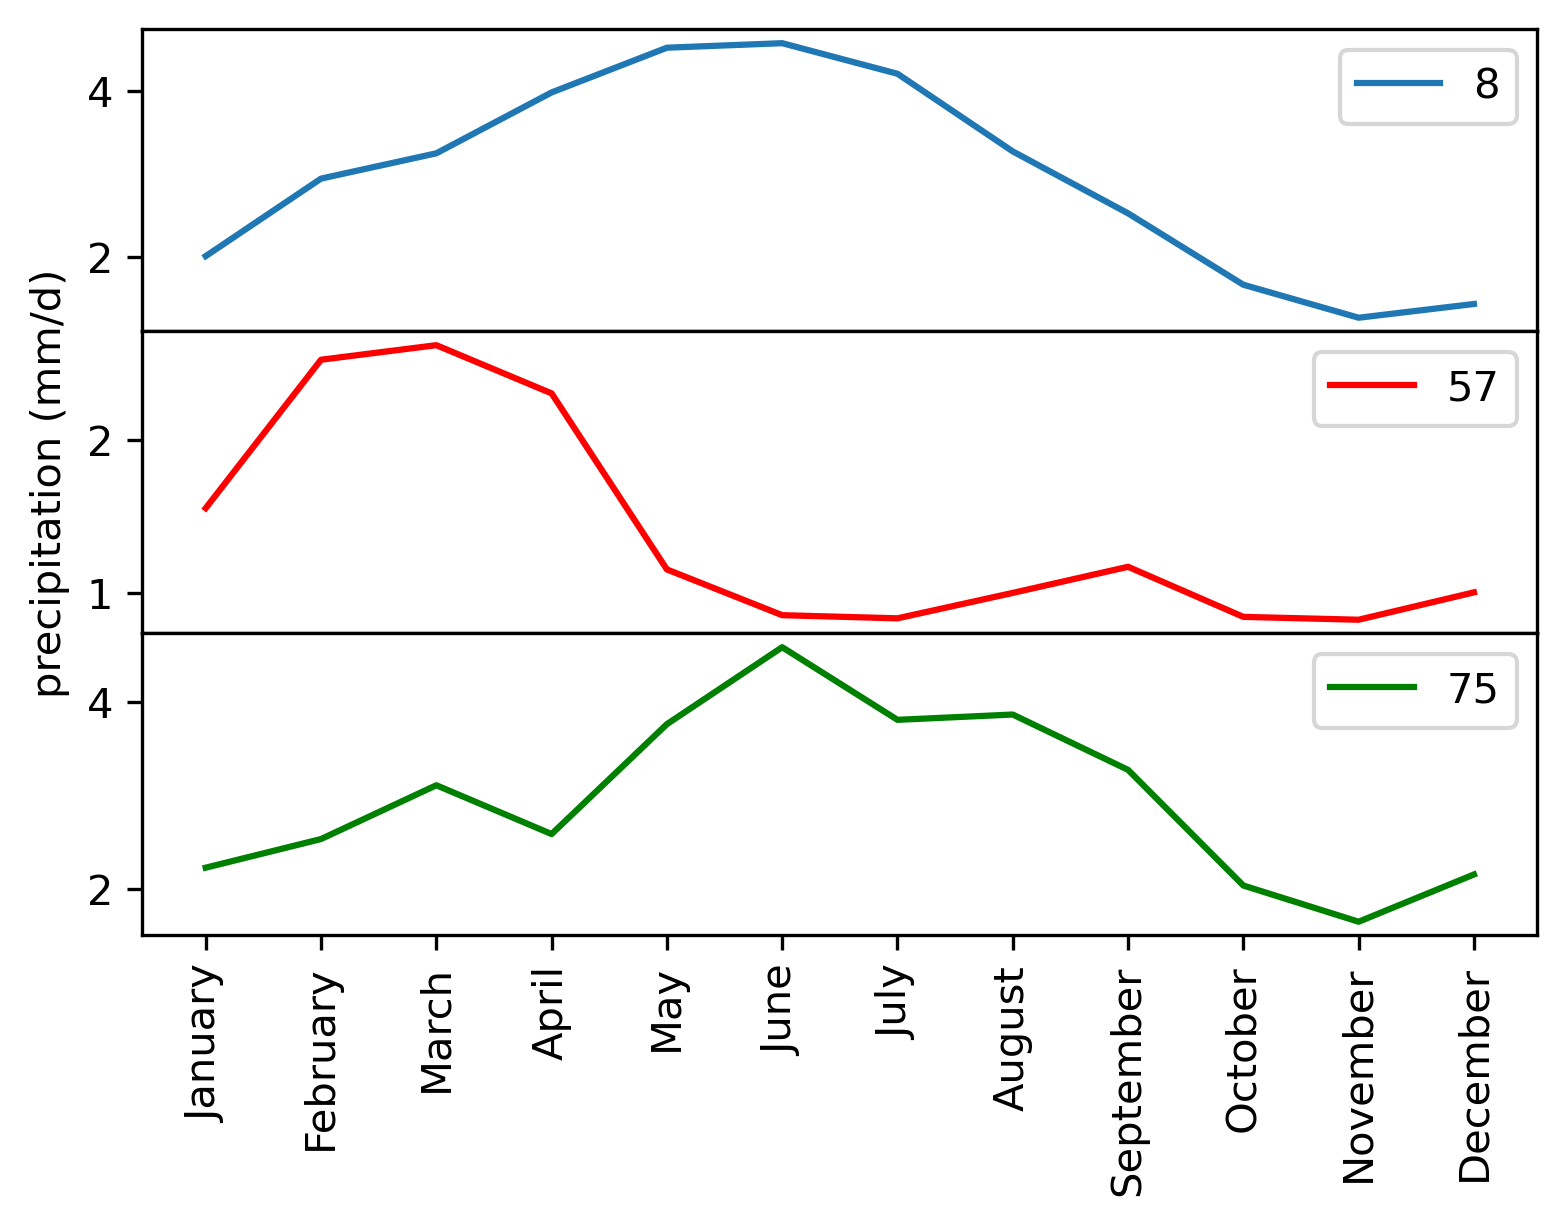 precipitation (mm/d)
4
2
8
2
1
57
4
2
75
January
February
March
April
May
June
July
August
September
October
November
December